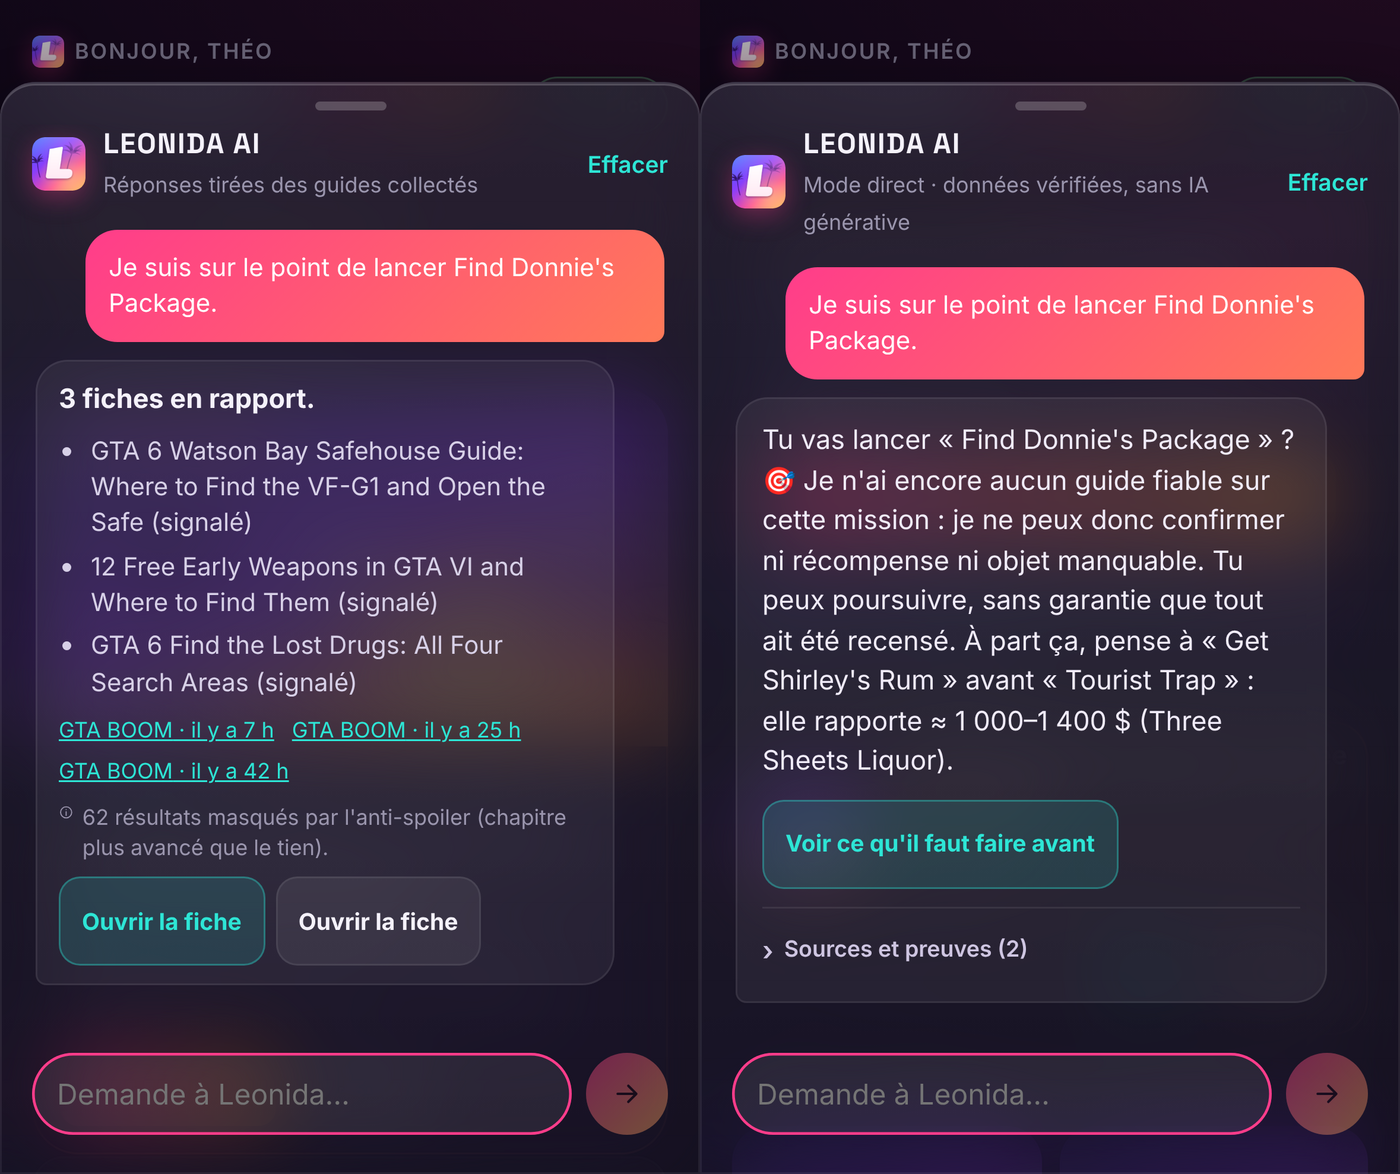 BONJOUR, THÉO
LEONIDA AI
Réponses tirées des guides collectés
Effacer
Je suis sur le point de lancer Find Donnie's
Package.
3 fiches en rapport.
• GTA 6 Watson Bay Safehouse Guide:
Where to Find the VF-G1 and Open the
Safe (signalé)
• 12 Free Early Weapons in GTA VI and
Where to Find Them (signalé)
• GTA 6 Find the Lost Drugs: All Four
Search Areas (signalé)
GTA BOOM · il y a 7 h GTA BOOM · il y a 25 h
GTA BOOM · il y a 42 h
62 résultats masqués par l'anti-spoiler (chapitre
plus avancé que le tien).
Ouvrir la fiche Ouvrir la fiche
Demande à Leonida...
BONJOUR, THÉO
LEONIDA AI
Mode direct · données vérifiées, sans IA
générative
Effacer
Je suis sur le point de lancer Find Donnie's
Package.
Tu vas lancer « Find Donnie's Package » ?
🎯 Je n'ai encore aucun guide fiable sur
cette mission : je ne peux donc confirmer
ni récompense ni objet manquable. Tu
peux poursuivre, sans garantie que tout
ait été recensé. À part ça, pense à « Get
Shirley's Rum » avant « Tourist Trap » :
elle rapporte ≈ 1 000–1 400 $ (Three
Sheets Liquor).
Voir ce qu'il faut faire avant
› Sources et preuves (2)
Demande à Leonida...